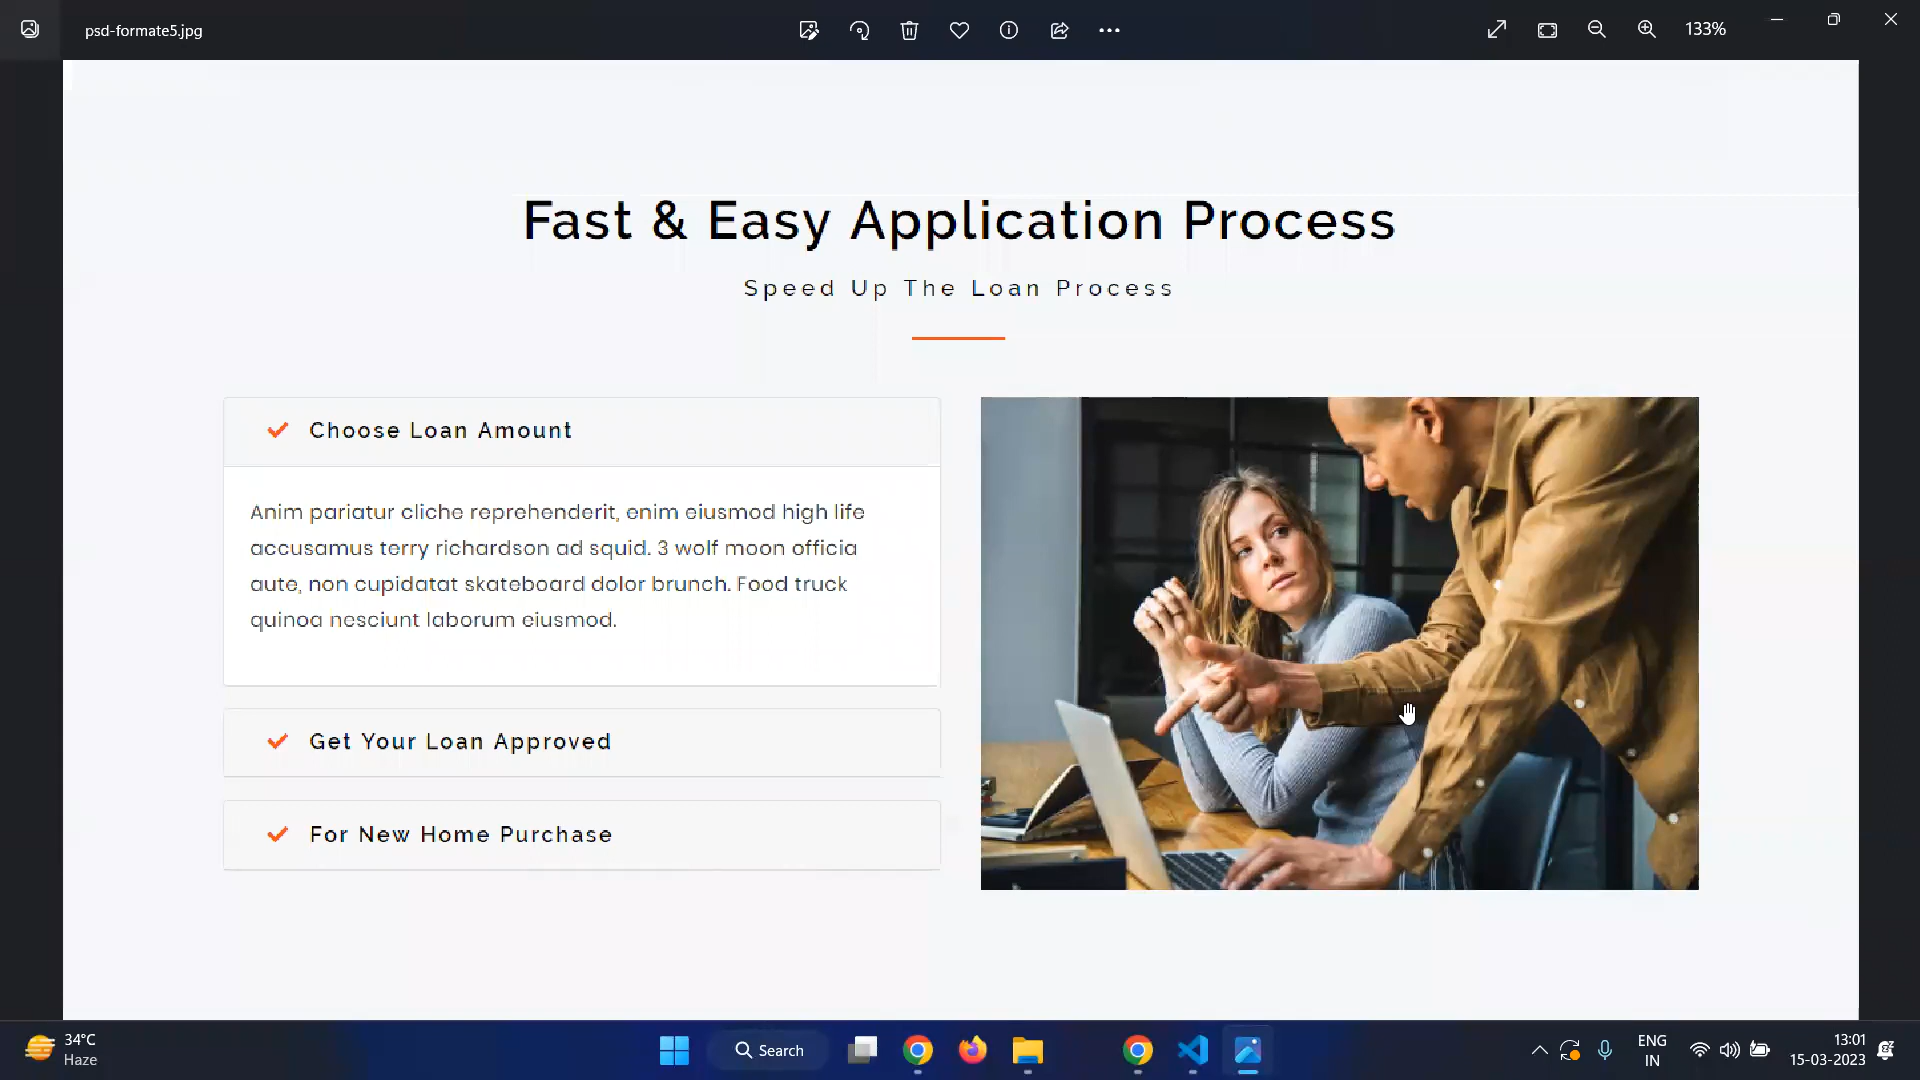 psd-formate5.jpg
133%
Fast & Easy Application Process
Speed Up The Loan Process
Choose Loan Amount
Anim pariatur cliche reprehenderit, enim eiusmod high life
accusamus terry richardson ad squid. 3 wolf moon officia
aute, non cupidatat skateboard dolor brunch. Food truck
quinoa nesciunt laborum eiusmod.
Get Your Loan Approved
For New Home Purchase
34°C
Haze
Search
ENG
IN
13:01
15-03-2023